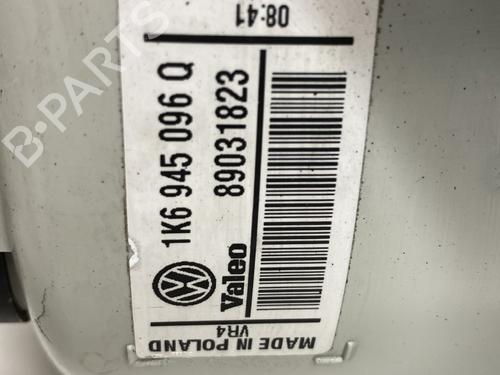 08:41
1K6 945 096 Q
89031823
Valeo
VR4
MADE IN POLAND
B-PARTS